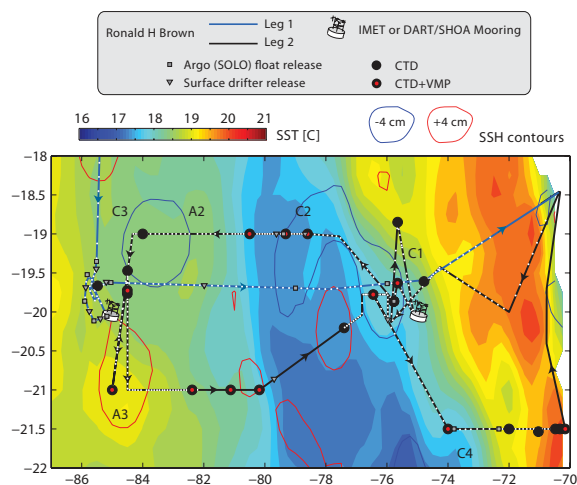 Ronald H Brown
Leg 1
Leg 2
IMET or DART/SHOA Mooring
Argo (SOLO) float release
CTD
Surface drifter release
CTD+VMP
16 17 18 19 20 21
SST [C]
-4 cm
+4 cm
SSH contours
−18
−18.5
−19
−19.5
−20
−20.5
−21
−21.5
−22
C3
A2
C2
C1
A3
C4
−86 −84 −82 −80 −78 −76 −74 −72 −70